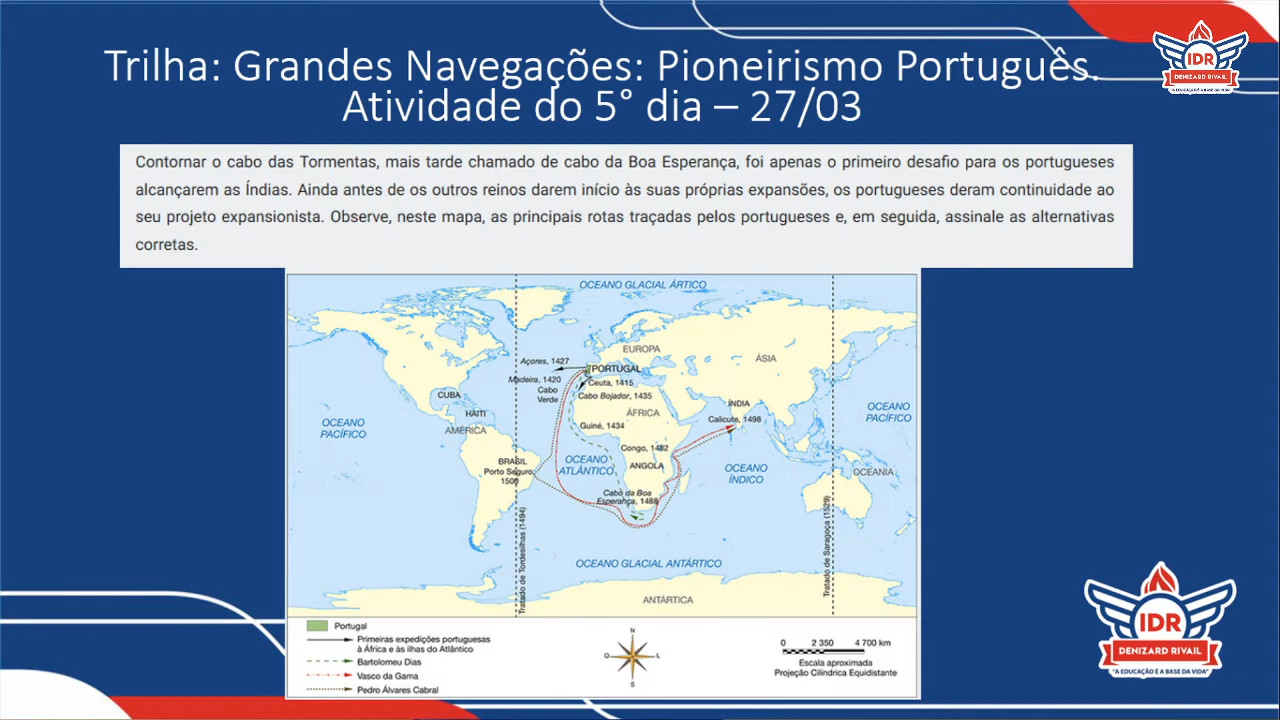 Trilha: Grandes Navegações: Pioneirismo Português.
Atividade do 5° dia – 27/03
IDR
DENIZARD RIVAIL
"A EDUCAÇÃO É A BASE DA VIDA"
Contornar o cabo das Tormentas, mais tarde chamado de cabo da Boa Esperança, foi apenas o primeiro desafio para os portugueses
alcançarem as Índias. Ainda antes de os outros reinos darem início às suas próprias expansões, os portugueses deram continuidade ao
seu projeto expansionista. Observe, neste mapa, as principais rotas traçadas pelos portugueses e, em seguida, assinale as alternativas
corretas.
OCEANO GLACIAL ÁRTICO
EUROPA
ÁSIA
Açores, 1427
PORTUGAL
Madeira, 1420
Ceuta, 1415
Cabo
Verde
Cabo Bojador, 1435
CUBA
HAITI
ÁFRICA
ÍNDIA
Calicute, 1498
OCEANO
PACÍFICO
OCEANO
PACÍFICO
AMÉRICA
Guiné, 1434
Congo, 1482
BRASIL
Porto Seguro,
1500
OCEANO
ATLÂNTICO
ANGOLA
OCEANO
ÍNDICO
OCEANIA
Cabo da Boa
Esperança, 1488
Tratado de Tordesilhas (1494)
Tratado de Saragoça (1529)
OCEANO GLACIAL ANTÁRTICO
ANTÁRTICA
Portugal
Primeiras expedições portuguesas
à África e às ilhas do Atlântico
Bartolomeu Dias
Vasco da Gama
Pedro Álvares Cabral
N
O
L
S
0 2 350 4 700 km
Escala aproximada
Projeção Cilíndrica Equidistante
IDR
DENIZARD RIVAIL
"A EDUCAÇÃO É A BASE DA VIDA"